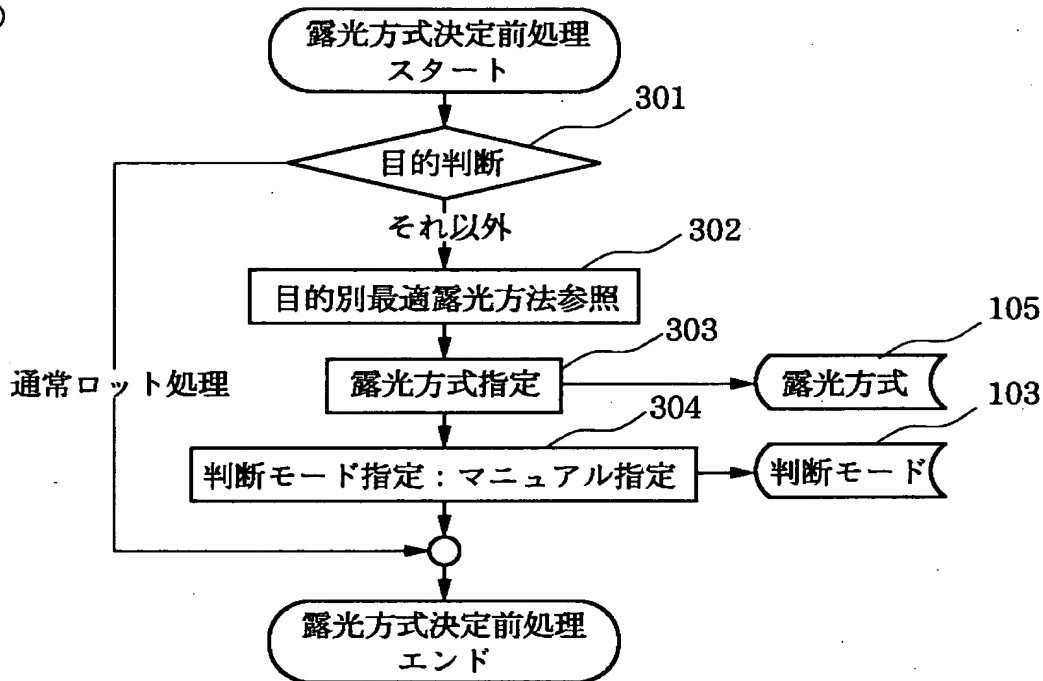 露光方式決定前処理
スタート
301
目的判断
それ以外
302
目的別最適露光方法参照
303
105
通常ロット処理
露光方式指定
露光方式
304
103
判断モード指定：マニュアル指定
判断モード
露光方式決定前処理
エンド